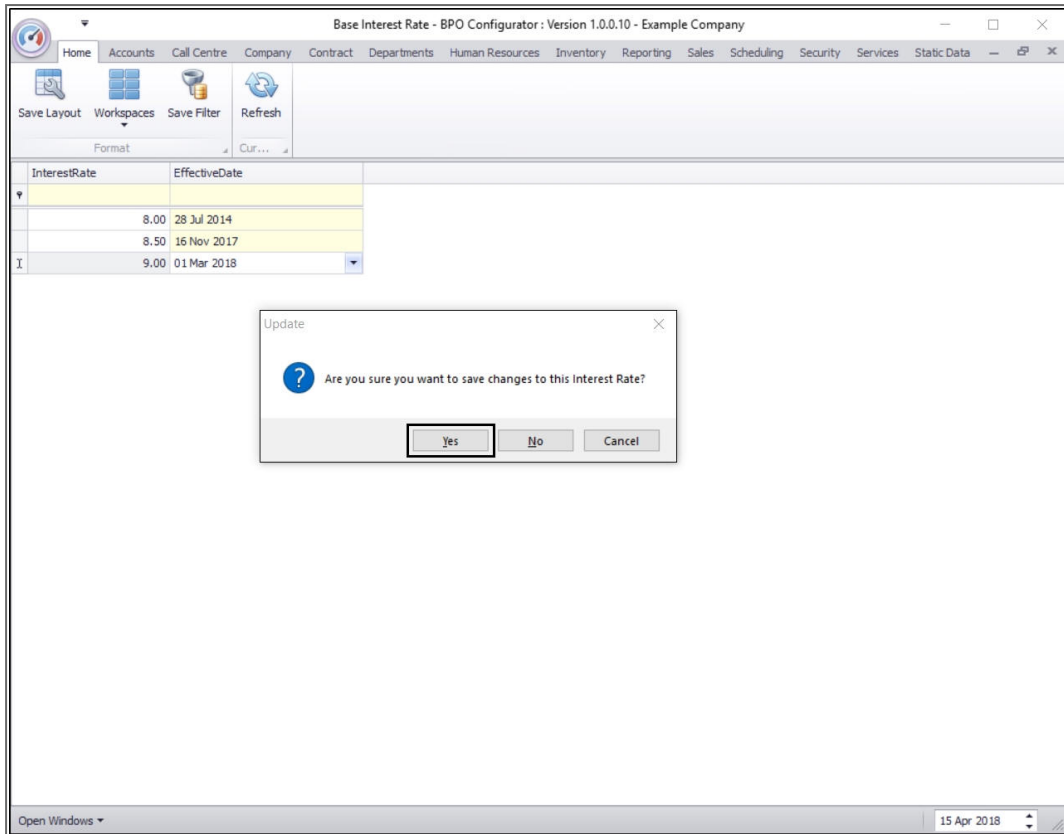 Base Interest Rate - BPO Configurator : Version 1.0.0.10 - Example Company
Home Accounts Call Centre Company Contract Departments Human Resources Inventory Reporting Sales Scheduling Security Services Static Data
Save Layout Workspaces Save Filter Refresh
Format Cur...
InterestRate EffectiveDate
8.00 28 Jul 2014
8.50 16 Nov 2017
9.00 01 Mar 2018
Update
Are you sure you want to save changes to this Interest Rate?
Yes No Cancel
Open Windows 15 Apr 2018